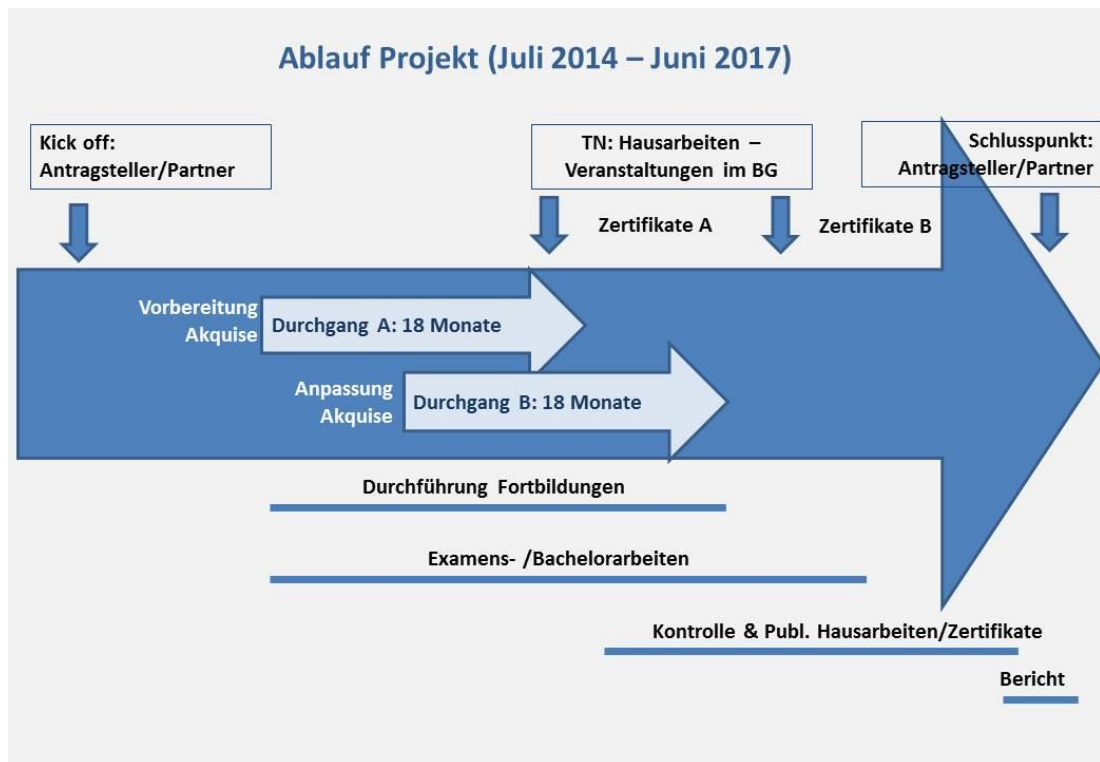 Ablauf Projekt (Juli 2014 – Juni 2017)
Kick off:
Antragsteller/Partner
TN: Hausarbeiten –
Veranstaltungen im BG
Schlusspunkt:
Antragsteller/Partner
Zertifikate A
Zertifikate B
Vorbereitung
Akquise
Durchgang A: 18 Monate
Anpassung
Akquise
Durchgang B: 18 Monate
Durchführung Fortbildungen
Examens- /Bachelorarbeiten
Kontrolle & Publ. Hausarbeiten/Zertifikate
Bericht